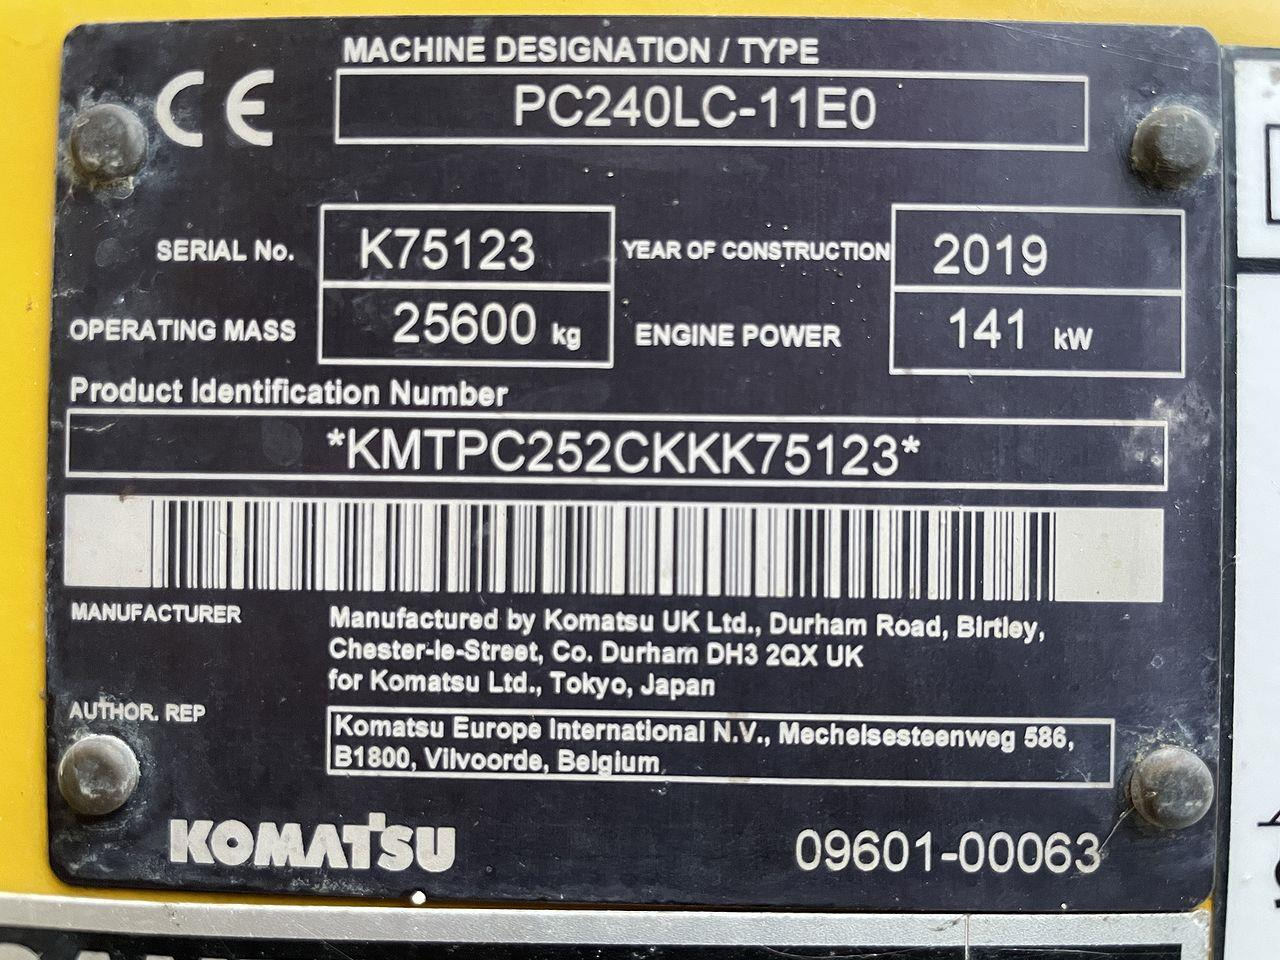 MACHINE DESIGNATION / TYPE
CE
PC240LC-11E0
SERIAL No. K75123 YEAR OF CONSTRUCTION 2019
OPERATING MASS 25600 kg ENGINE POWER 141 kW
Product Identification Number
*KMTPC252CKKK75123*
MANUFACTURER
Manufactured by Komatsu UK Ltd., Durham Road, Birtley,
Chester-le-Street, Co. Durham DH3 2QX UK
for Komatsu Ltd., Tokyo, Japan
AUTHOR. REP
Komatsu Europe International N.V., Mechelsesteenweg 586,
B1800, Vilvoorde, Belgium
KOMATSU 09601-00063